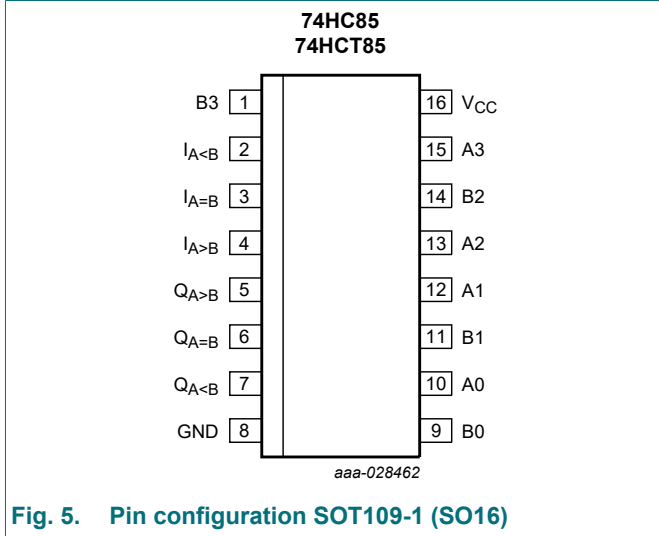 74HC85
74HCT85
B3 1 16 VCC
IA<B 2 15 A3
IA=B 3 14 B2
IA>B 4 13 A2
QA>B 5 12 A1
QA=B 6 11 B1
QA<B 7 10 A0
GND 8 9 B0
aaa-028462
Fig. 5. Pin configuration SOT109-1 (SO16)